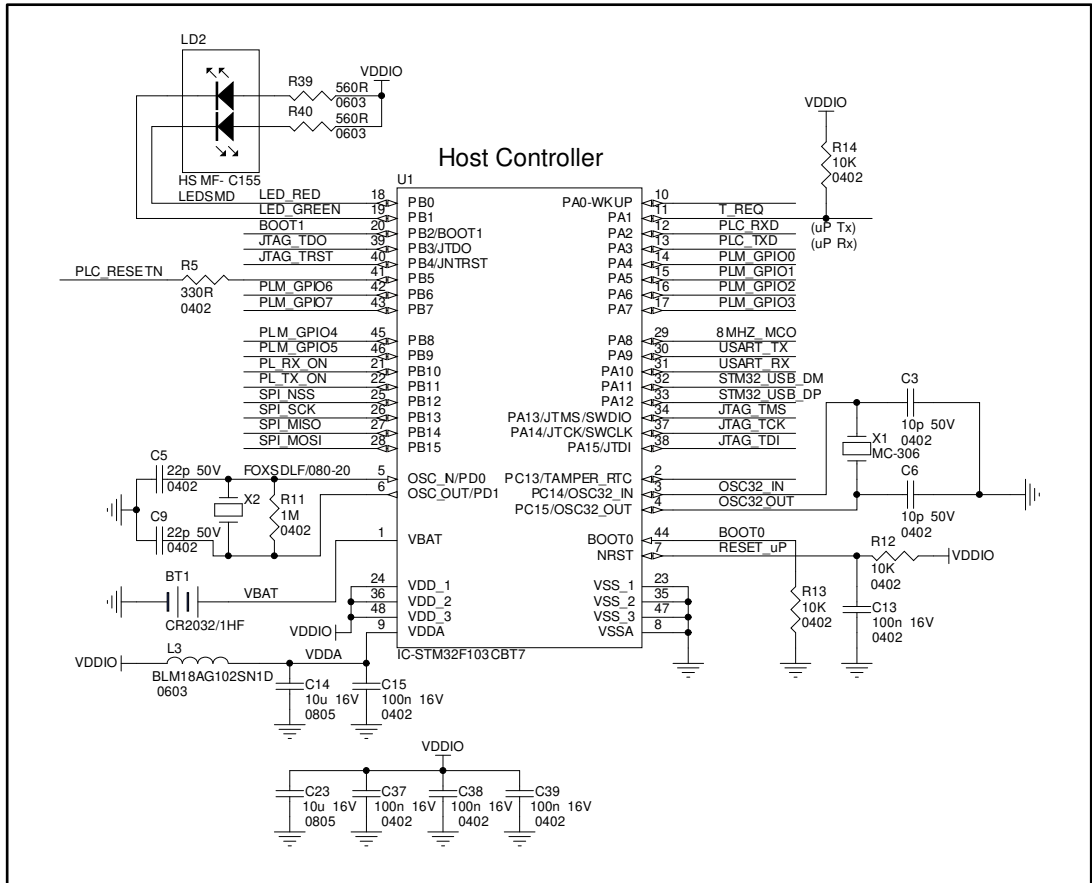 LD2
VDDIO
R39
560R
0603
R40
560R
0603
HSMF-C155
LEDSMD
Host Controller
VDDIO
R14
10K
0402
U1
LED_RED 18 PB0
LED_GREEN 19 PB1
BOOT1 20 PB2/BOOT1
JTAG_TDO 39 PB3/JTDO
JTAG_TRST 40 PB4/JNTRST
PLC_RESETN R5 41 PB5
330R
0402
PLM_GPIO6 42 PB6
PLM_GPIO7 43 PB7
PLM_GPIO4 45 PB8
PLM_GPIO5 46 PB9
PL_RX_ON 21 PB10
PL_TX_ON 22 PB11
SPI_NSS 25 PB12
SPI_SCK 26 PB13
SPI_MISO 27 PB14
SPI_MOSI 28 PB15
PA0-WKUP 10
PA1 11 T_REQ
PA2 12 PLC_RXD (uP Tx)
PA3 13 PLC_TXD (uP Rx)
PA4 14 PLM_GPIO0
PA5 15 PLM_GPIO1
PA6 16 PLM_GPIO2
PA7 17 PLM_GPIO3
PA8 29 8MHZ_MCO
PA9 30 USART_TX
PA10 31 USART_RX
PA11 32 STM32_USB_DM
PA12 33 STM32_USB_DP
PA13/JTMS/SWDIO 34 JTAG_TMS
PA14/JTCK/SWCLK 37 JTAG_TCK
PA15/JTDI 38 JTAG_TDI
C3
10p 50V
0402
X1
MC-306
C6
10p 50V
0402
C5
22p 50V
0402
FOXSDLF/080-20
5 OSC_N/PD0
6 OSC_OUT/PD1
X2
R11
1M
0402
C9
22p 50V
0402
PC13/TAMPER_RTC 2
PC14/OSC32_IN 3 OSC32_IN
PC15/OSC32_OUT 4 OSC32_OUT
BOOT0 44 BOOT0
NRST 7 RESET_uP
R12
10K
0402
VDDIO
R13
10K
0402
C13
100n 16V
0402
1 VBAT
BT1
VBAT
CR2032/1HF
24 VDD_1
36 VDD_2
48 VDD_3
9 VDDA
VDDIO
VSS_1 23
VSS_2 35
VSS_3 47
VSSA 8
IC-STM32F103CBT7
VDDIO
L3
BLM18AG102SN1D
0603
VDDA
C14
10u 16V
0805
C15
100n 16V
0402
VDDIO
C23
10u 16V
0805
C37
100n 16V
0402
C38
100n 16V
0402
C39
100n 16V
0402